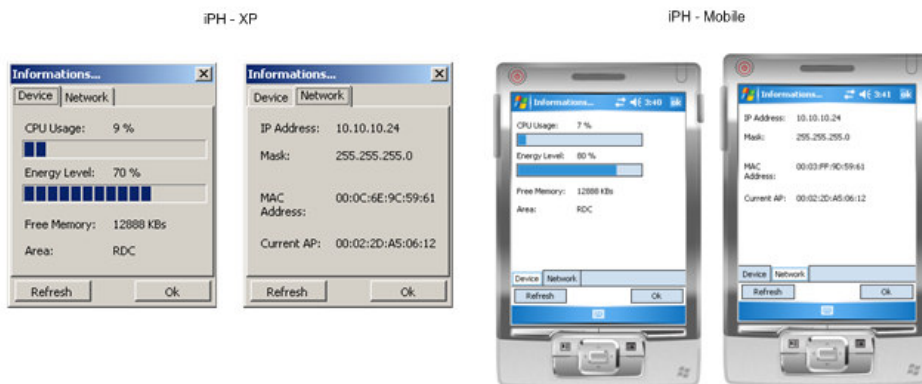 iPH - XP
iPH - Mobile
Informations...
Device Network
CPU Usage: 9 %
Energy Level: 70 %
Free Memory: 12888 KBs
Area: RDC
Refresh Ok
Informations...
Device Network
IP Address: 10.10.10.24
Mask: 255.255.255.0
MAC Address: 00:0C:6E:9C:59:61
Current AP: 00:02:2D:A5:06:12
Refresh Ok
Informations... 3:40 ok
CPU Usage: 7 %
Energy Level: 80 %
Free Memory: 12888 KBs
Area: RDC
Device Network
Refresh Ok
Informations... 3:41 ok
IP Address: 10.10.10.24
Mask: 255.255.255.0
MAC Address: 00:03:FF:9D:59:61
Current AP: 00:02:2D:A5:06:12
Device Network
Refresh Ok